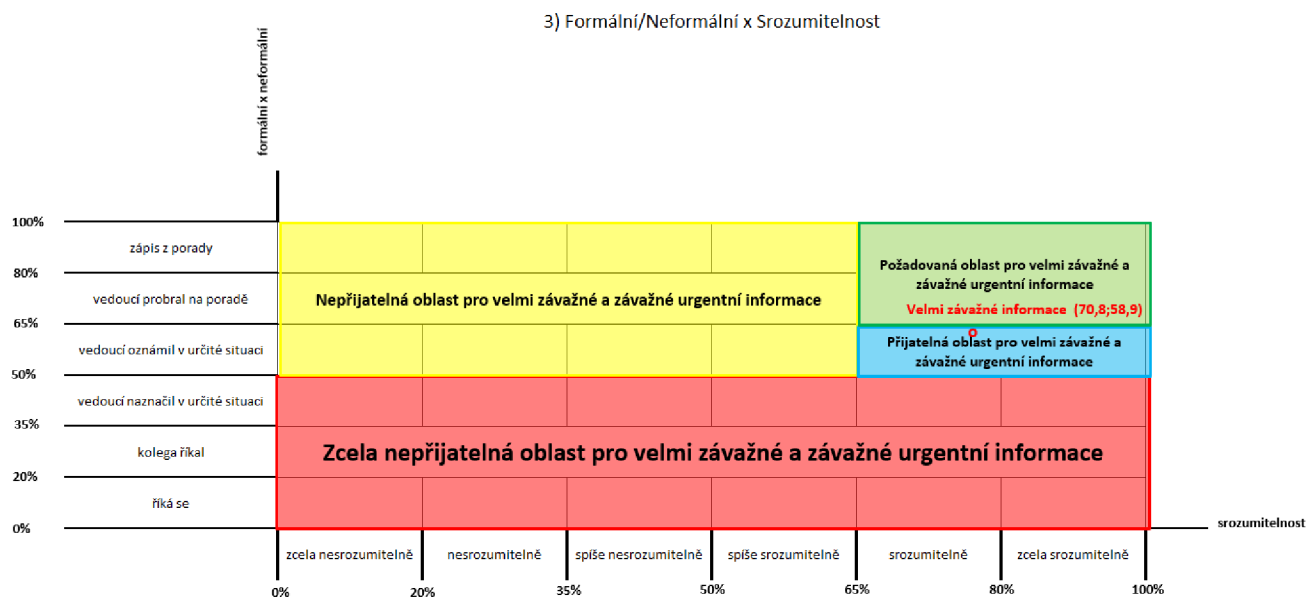 3) Formální/Neformální x Srozumitelnost
formální x neformální
100%
zápis z porady
80%
vedoucí probral na poradě
65%
vedoucí oznámil v určité situaci
50%
vedoucí naznačil v určité situaci
35%
kolega říkal
20%
říká se
0%
Nepřijatelná oblast pro velmi závažné a závažné urgentní informace
Požadovaná oblast pro velmi závažné a
závažné urgentní informace
Velmi závažné informace (70,8;58,9)
Přijatelná oblast pro velmi závažné a
závažné urgentní informace
Zcela nepřijatelná oblast pro velmi závažné a závažné urgentní informace
srozumitelnost
zcela nesrozumitelně
nesrozumitelně
spíše nesrozumitelně
spíše srozumitelně
srozumitelně
zcela srozumitelně
0%
20%
35%
50%
65%
80%
100%